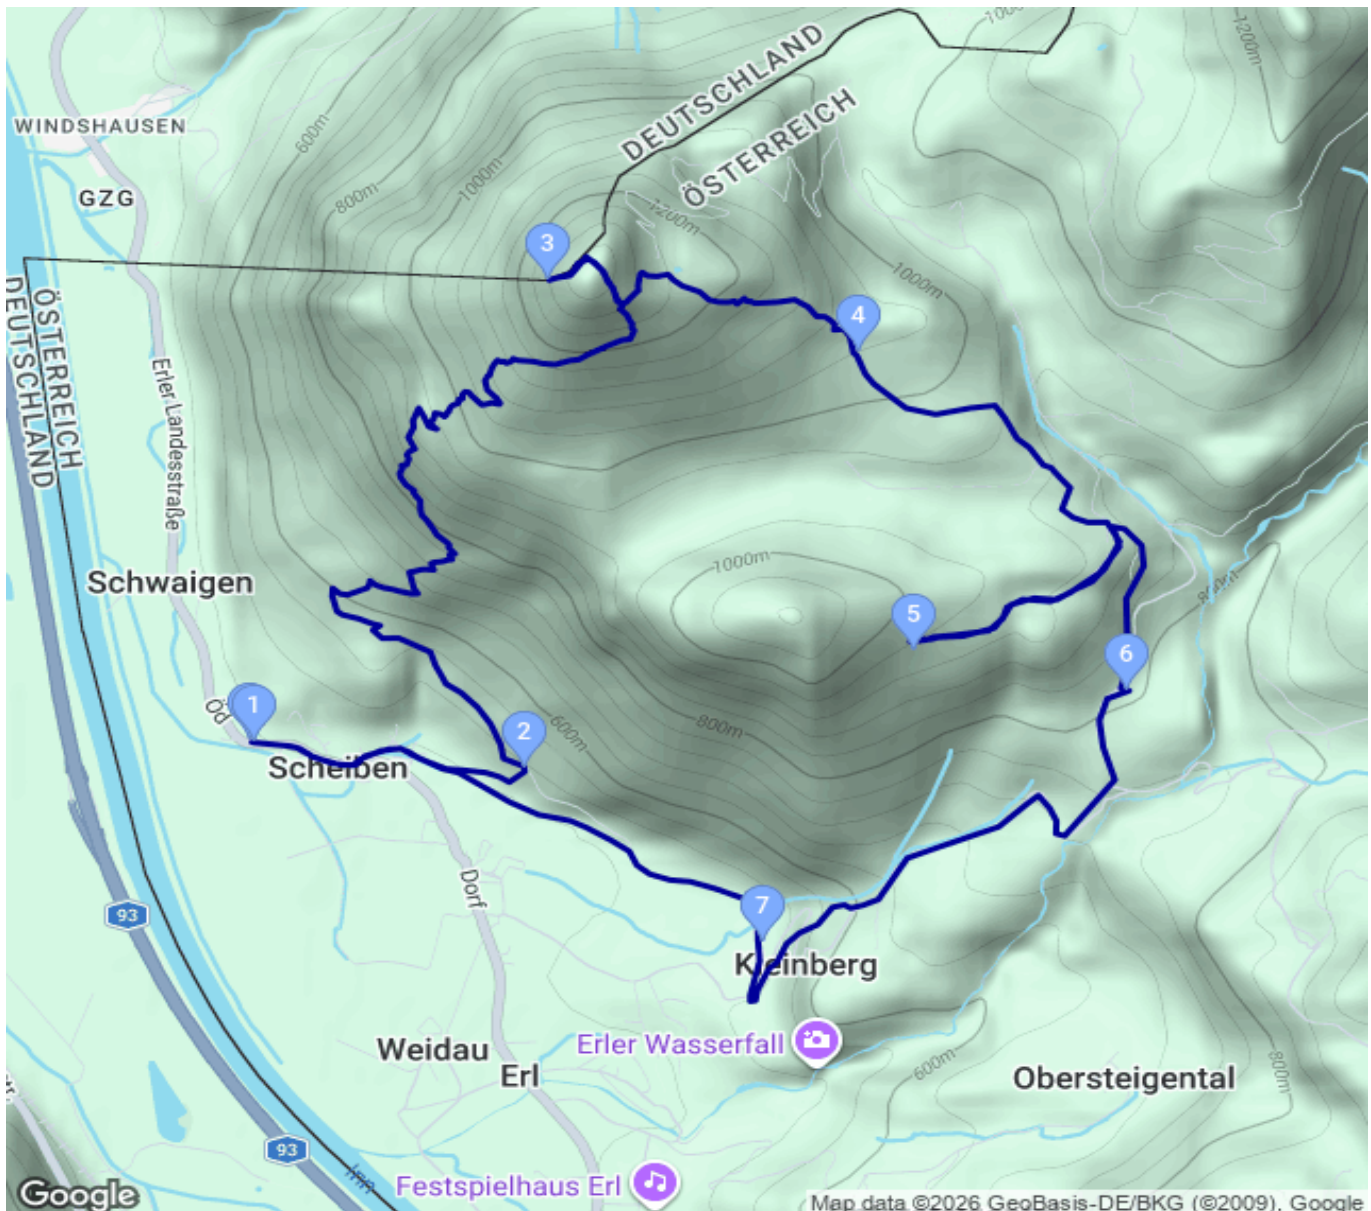 1000m
1200m
DEUTSCHLAND
ÖSTERREICH
WINDSHAUSEN
600m
GZG
800m
1000m
1200m
3
1000m
4
ÖSTERREICH
DEUTSCHLAND
Erler Landesstraße
Schwaigen
1000m
800m
5
6
Öd
1
2
600m
800m
Scheiben
Dorf
93
7
Kleinberg
Weidau
Erl
Erler Wasserfall
600m
800m
Obersteigental
93
Inn
Festspielhaus Erl
Google
Map data ©2026 GeoBasis-DE/BKG (©2009), Google